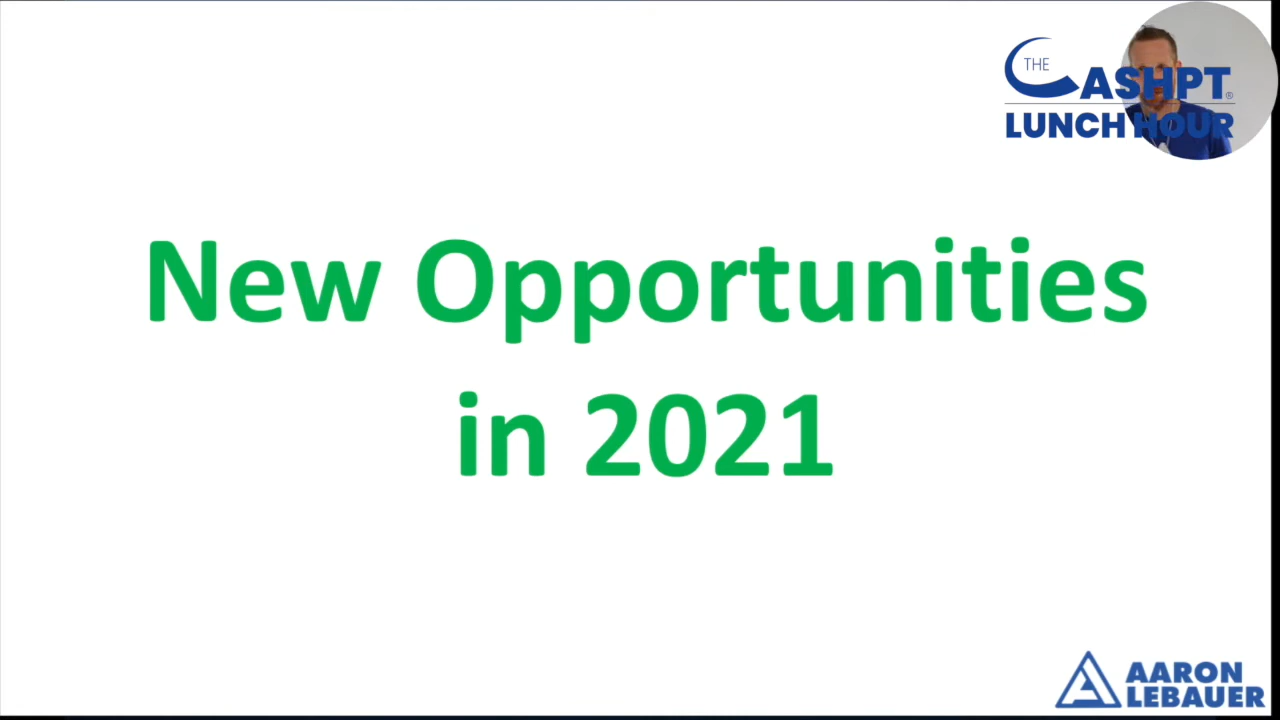 THE
CASHPT®
LUNCH HOUR
New Opportunities
in 2021
AARON
LEBAUER